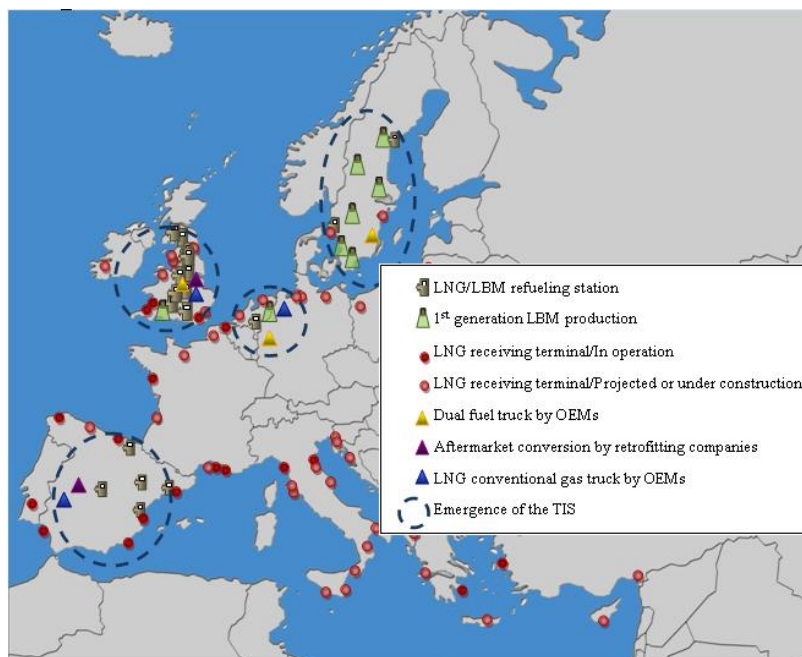 LNG/LBM refueling station
1st generation LBM production
LNG receiving terminal/In operation
LNG receiving terminal/Projected or under construction
Dual fuel truck by OEMs
Aftermarket conversion by retrofitting companies
LNG conventional gas truck by OEMs
Emergence of the TIS